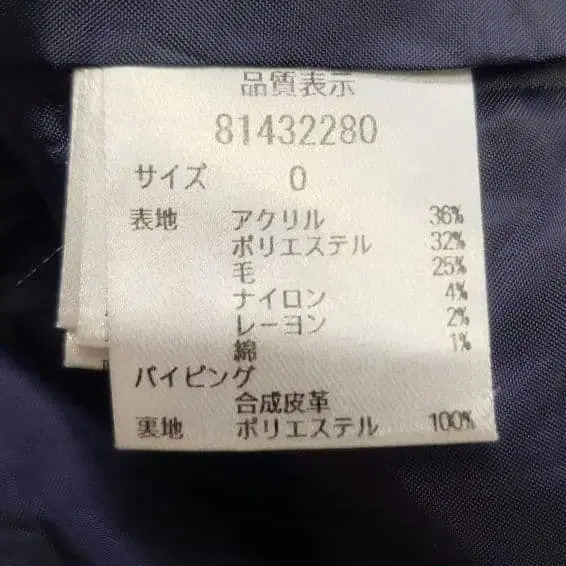 品質表示
81432280
サイズ 0
表地 アクリル 36%
ポリエステル 32%
毛 25%
ナイロン 4%
レーヨン 2%
綿 1%
パイピング
合成皮革
裏地 ポリエステル 100%